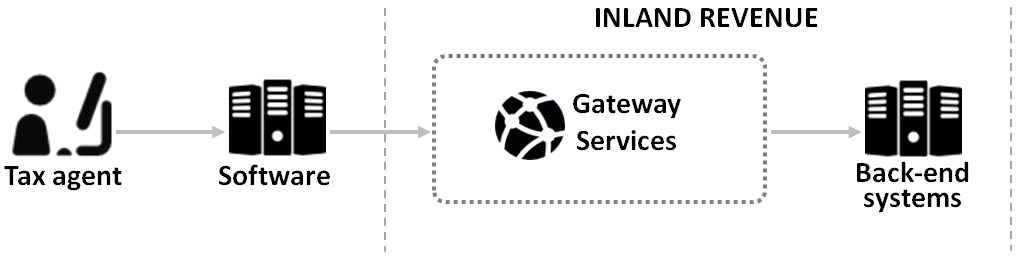 INLAND REVENUE
Gateway
Services
Tax agent
Software
Back-end
systems